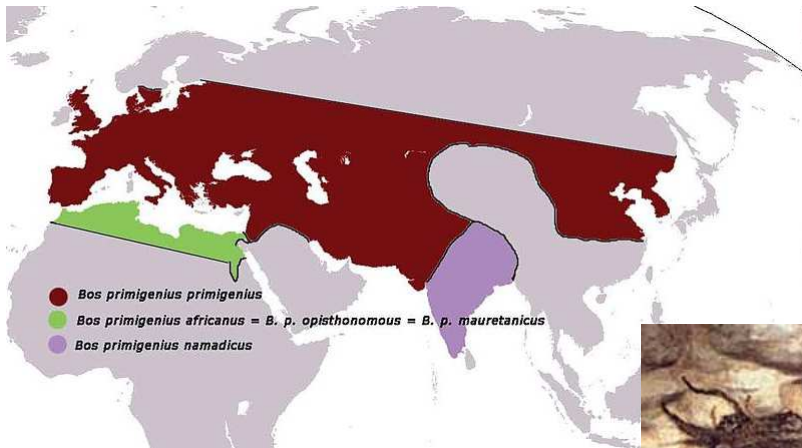 Bos primigenius primigenius
Bos primigenius africanus = B. p. opisthonomous = B. p. mauretanicus
Bos primigenius namadicus